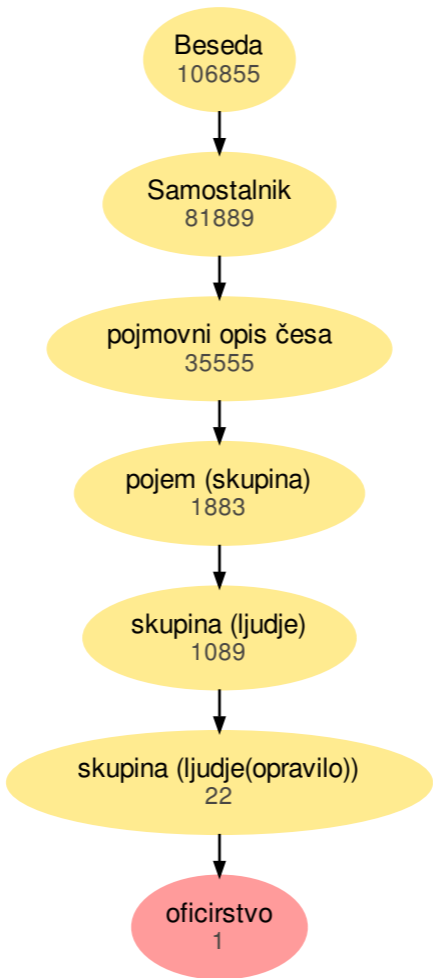 Beseda
106855
Samostalnik
81889
pojmovni opis česa
35555
pojem (skupina)
1883
skupina (ljudje)
1089
skupina (ljudje(opravilo))
22
oficirstvo
1